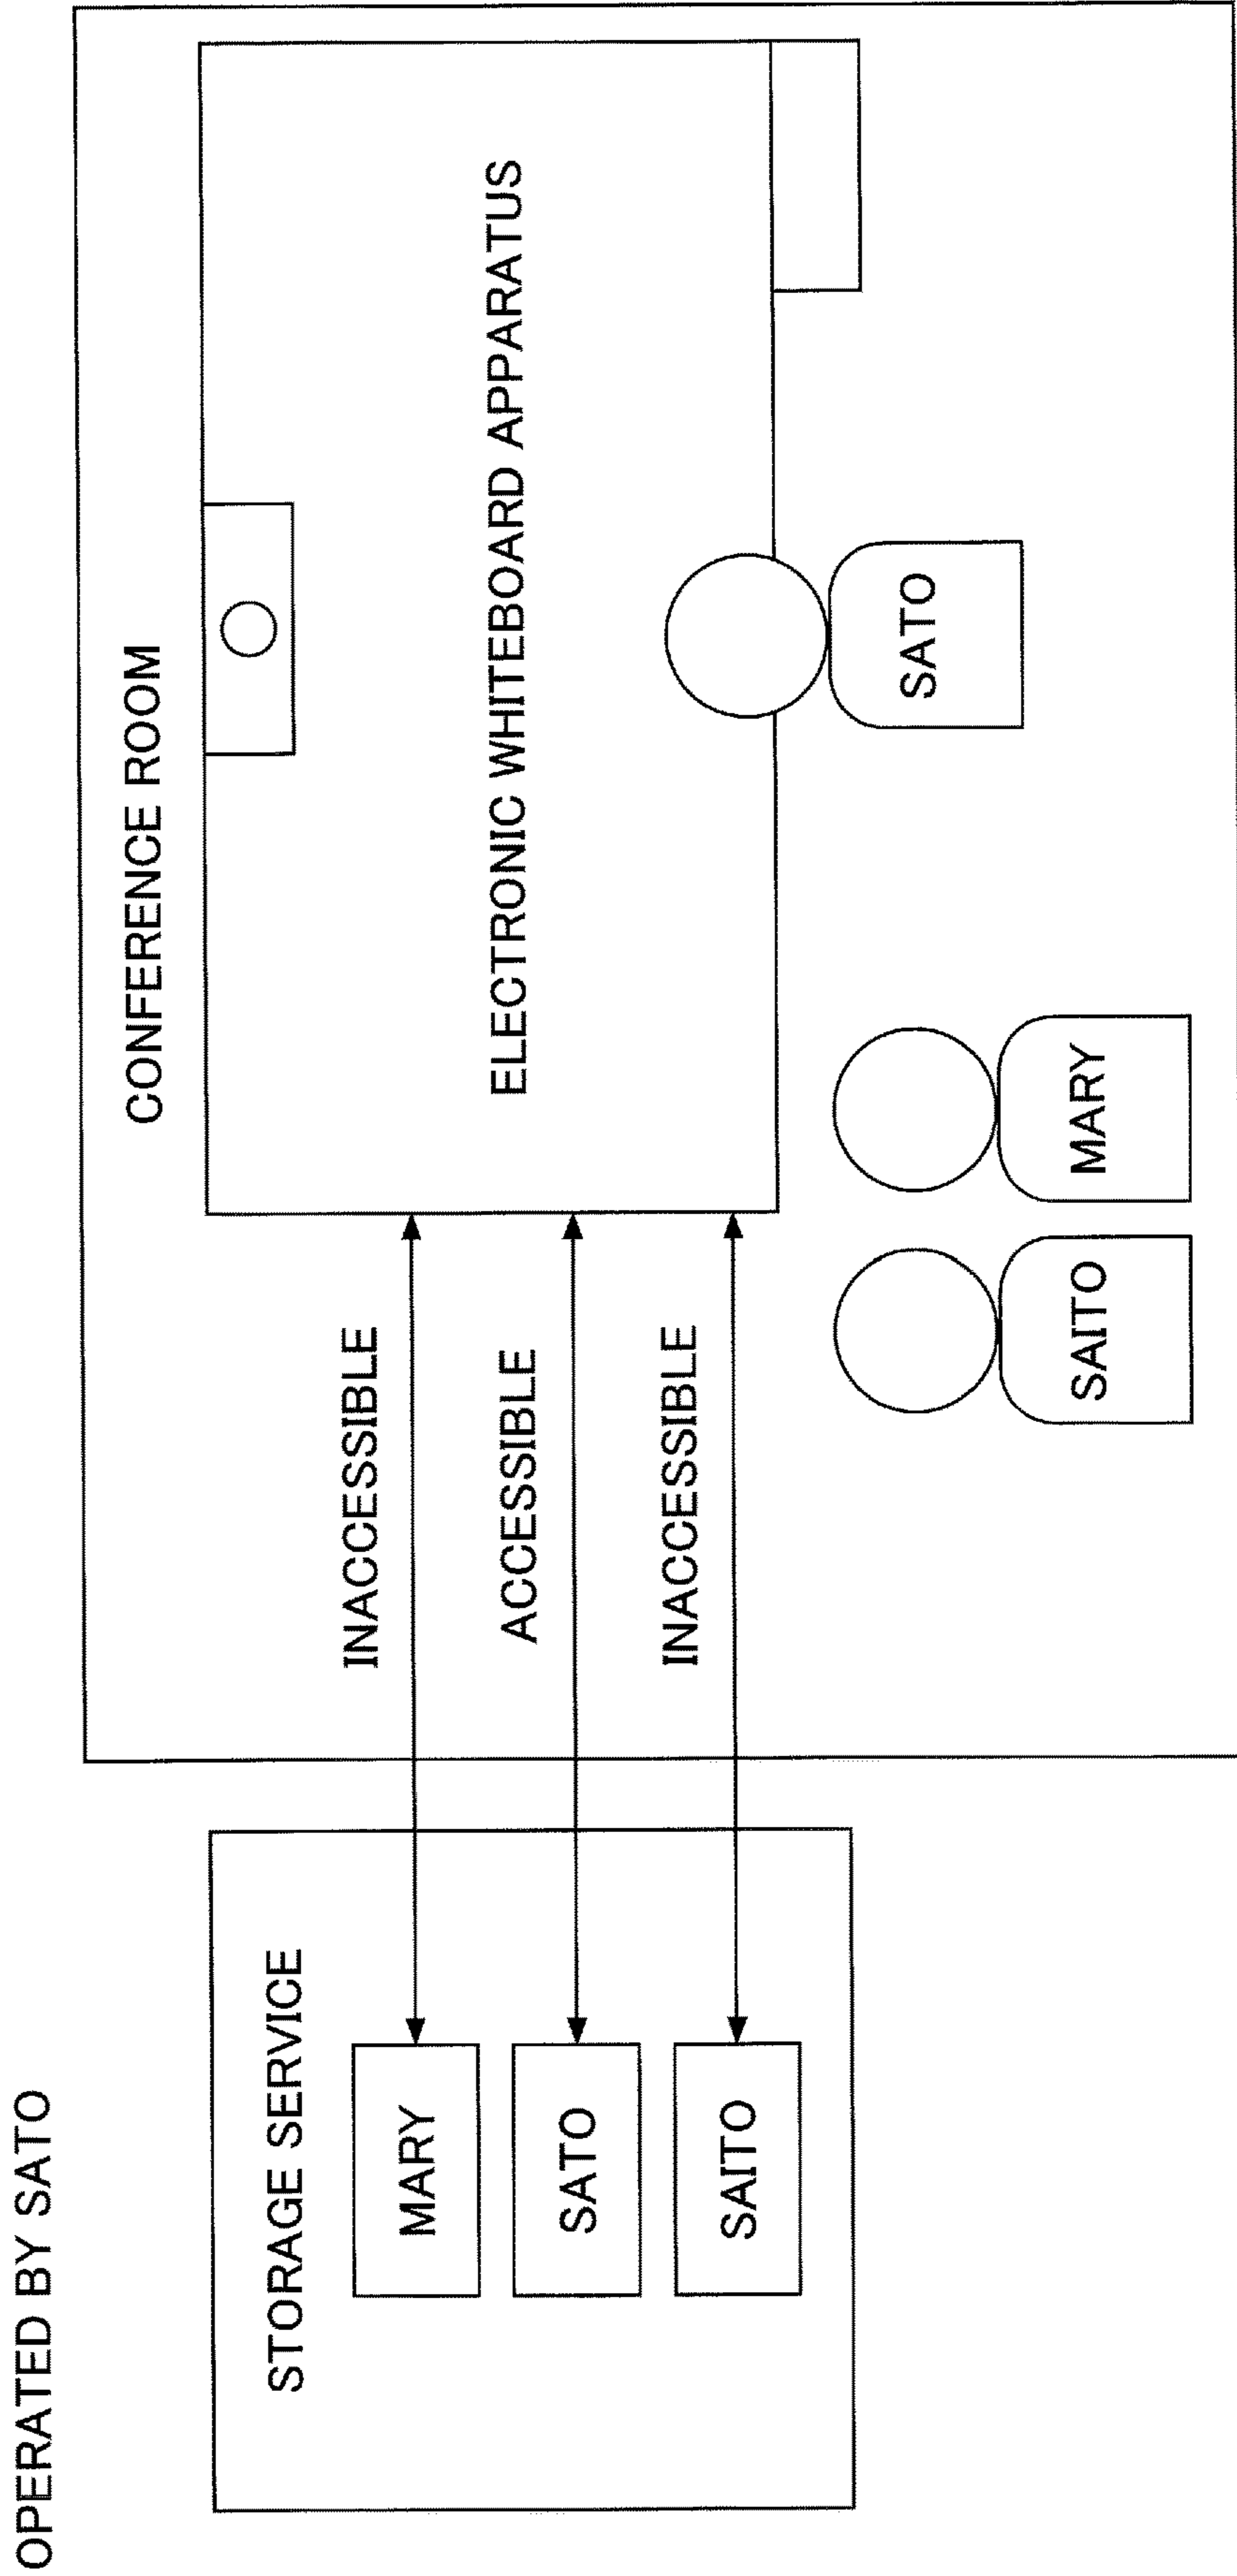 OPERATED BY SATO
STORAGE SERVICE
MARY
SATO
SAITO
INACCESSIBLE
ACCESSIBLE
INACCESSIBLE
CONFERENCE ROOM
ELECTRONIC WHITEBOARD APPARATUS
SATO
SAITO
MARY